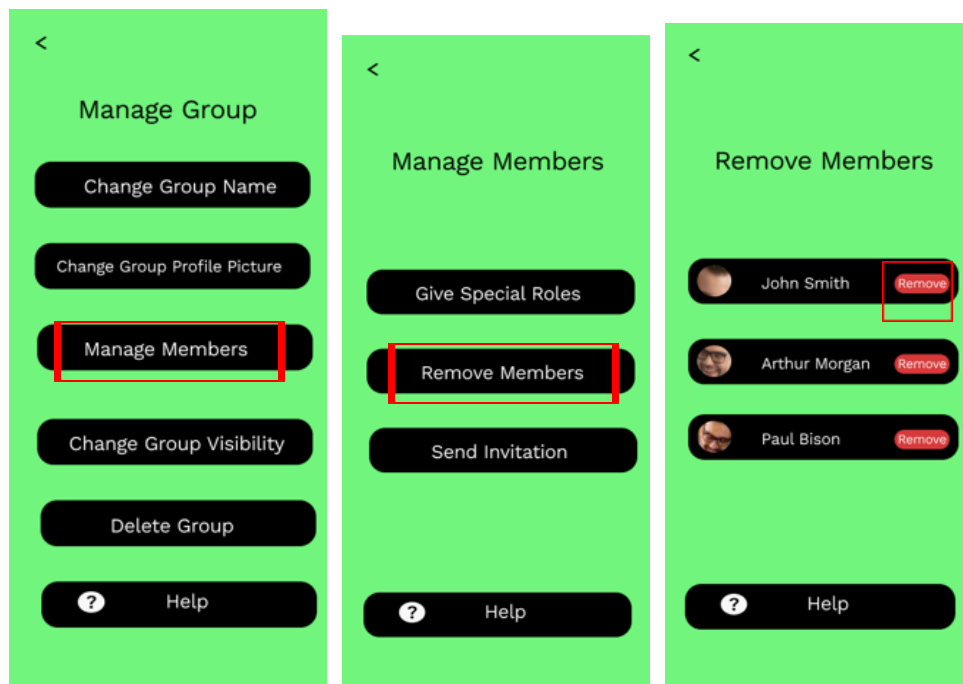 <
Manage Group
Change Group Name
Change Group Profile Picture
Manage Members
Change Group Visibility
Delete Group
? Help
<
Manage Members
Give Special Roles
Remove Members
Send Invitation
? Help
<
Remove Members
John Smith Remove
Arthur Morgan Remove
Paul Bison Remove
? Help